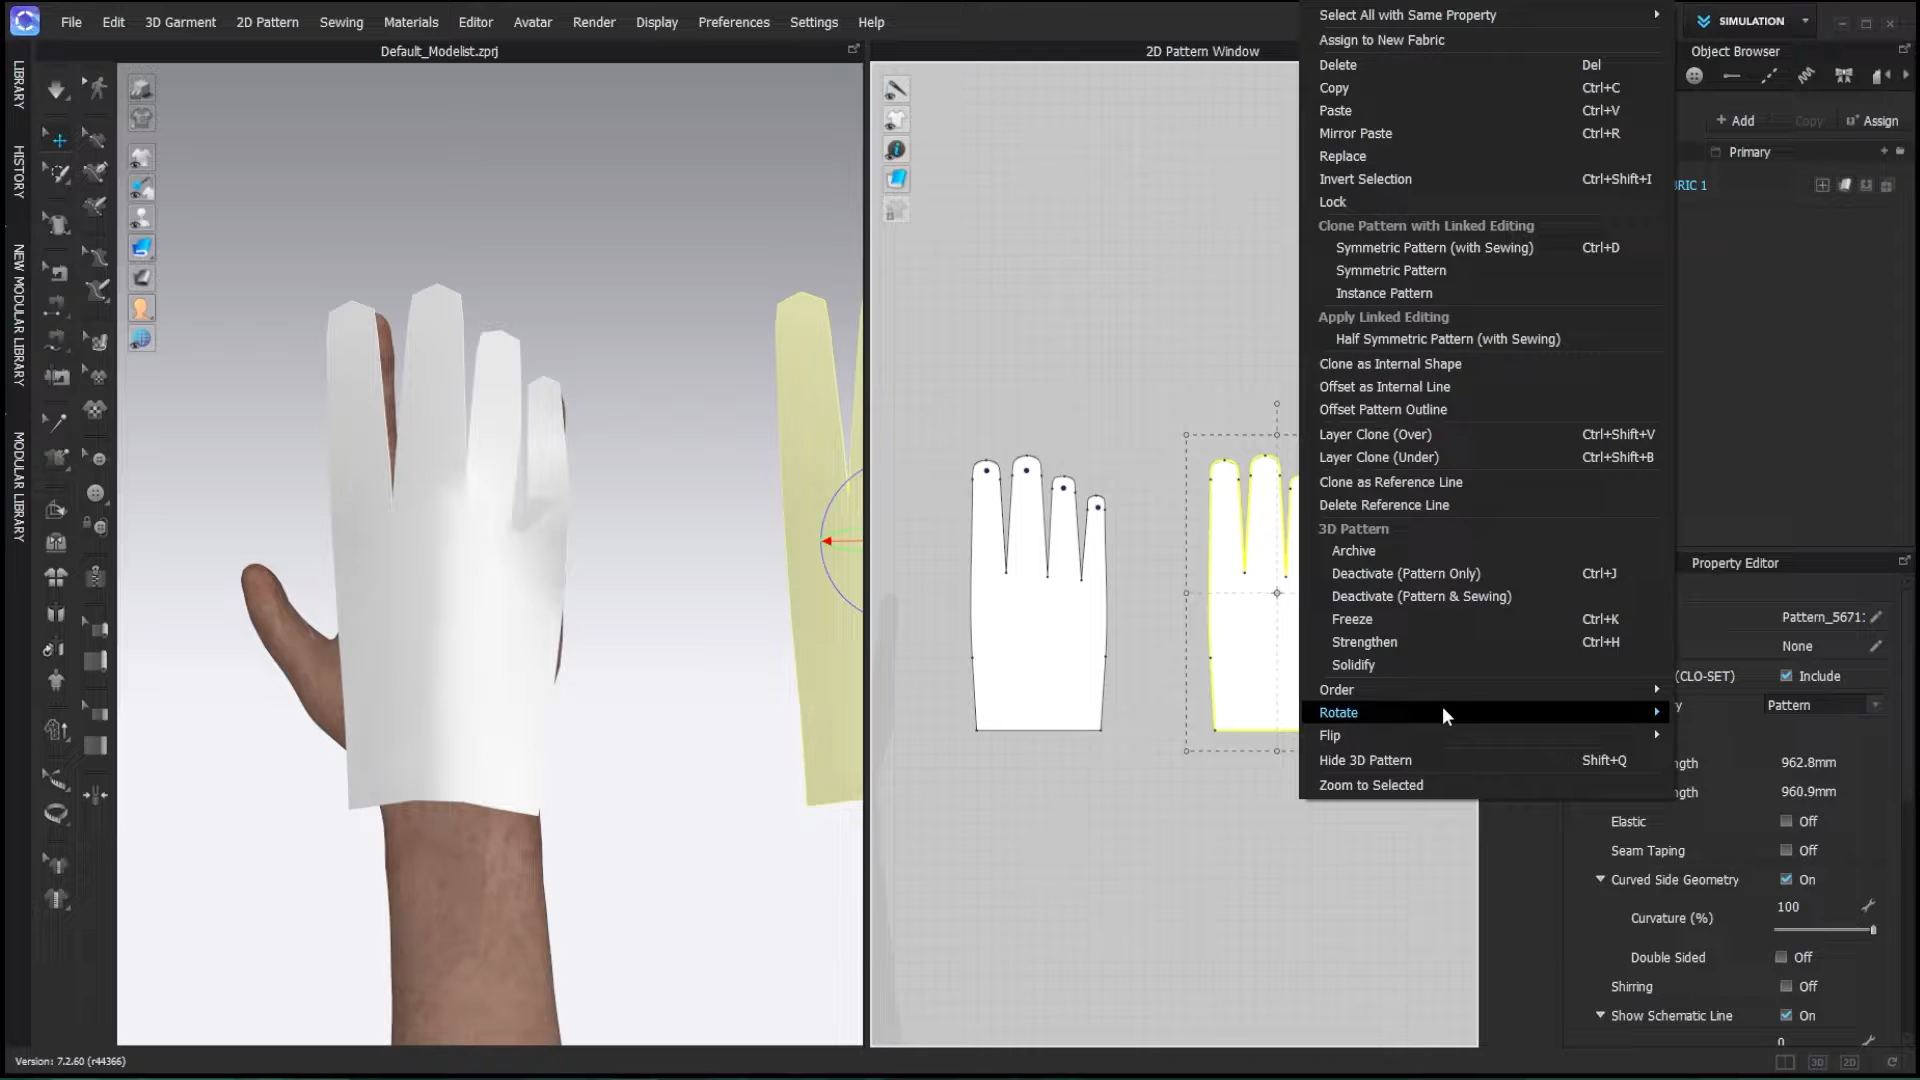 File Edit 3D Garment 2D Pattern Sewing Materials Editor Avatar Render Display Preferences Settings Help
SIMULATION
Default_Modelist.zprj
2D Pattern Window
Object Browser
LIBRARY
HISTORY
NEW MODULAR LIBRARY
MODULAR LIBRARY
Select All with Same Property
Assign to New Fabric
Delete Del
Copy Ctrl+C
Paste Ctrl+V
Mirror Paste Ctrl+R
Replace
Invert Selection Ctrl+Shift+I
Lock
Clone Pattern with Linked Editing
Symmetric Pattern (with Sewing) Ctrl+D
Symmetric Pattern
Instance Pattern
Apply Linked Editing
Half Symmetric Pattern (with Sewing)
Clone as Internal Shape
Offset as Internal Line
Offset Pattern Outline
Layer Clone (Over) Ctrl+Shift+V
Layer Clone (Under) Ctrl+Shift+B
Clone as Reference Line
Delete Reference Line
3D Pattern
Archive
Deactivate (Pattern Only) Ctrl+J
Deactivate (Pattern & Sewing)
Freeze Ctrl+K
Strengthen Ctrl+H
Solidify
Order
Rotate
Flip
Hide 3D Pattern Shift+Q
Zoom to Selected
+ Add Copy Assign
Primary
RIC 1
Property Editor
Pattern_5671:
None
(CLO-SET) Include
y Pattern
ngth 962.8mm
ngth 960.9mm
Elastic Off
Seam Taping Off
Curved Side Geometry On
100
Curvature (%)
Double Sided Off
Shirring Off
Show Schematic Line On
0
Version: 7.2.60 (r44366)
3D 2D